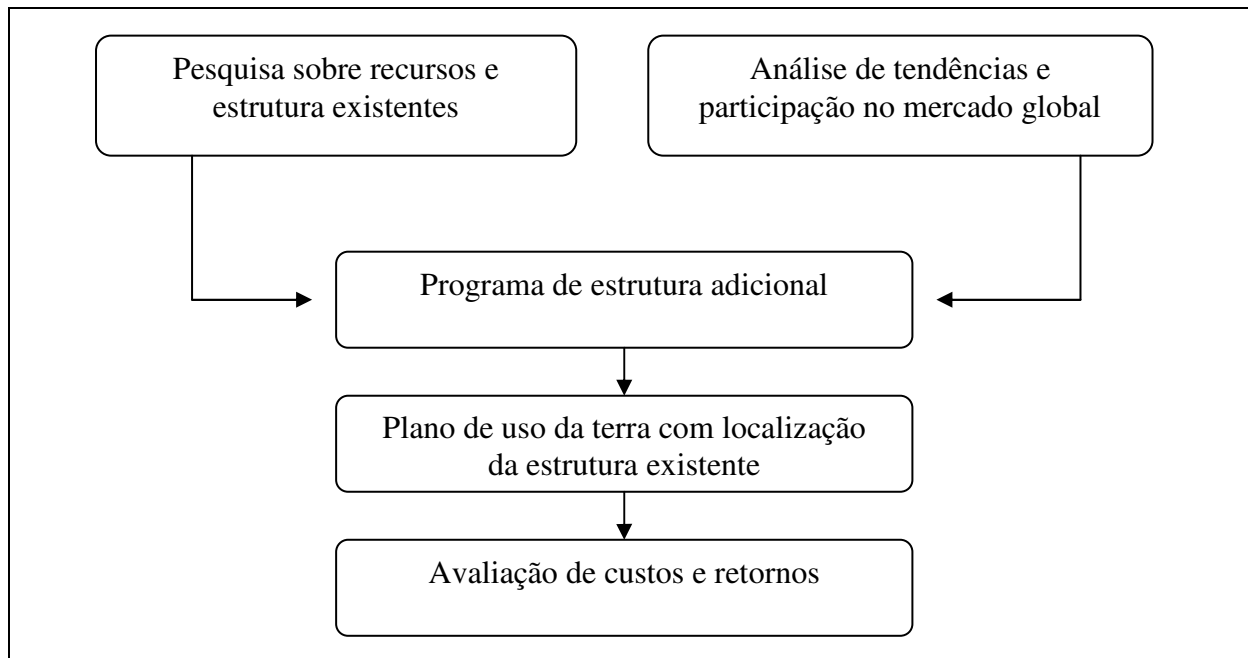 Pesquisa sobre recursos e
estrutura existentes
Análise de tendências e
participação no mercado global
Programa de estrutura adicional
Plano de uso da terra com localização
da estrutura existente
Avaliação de custos e retornos